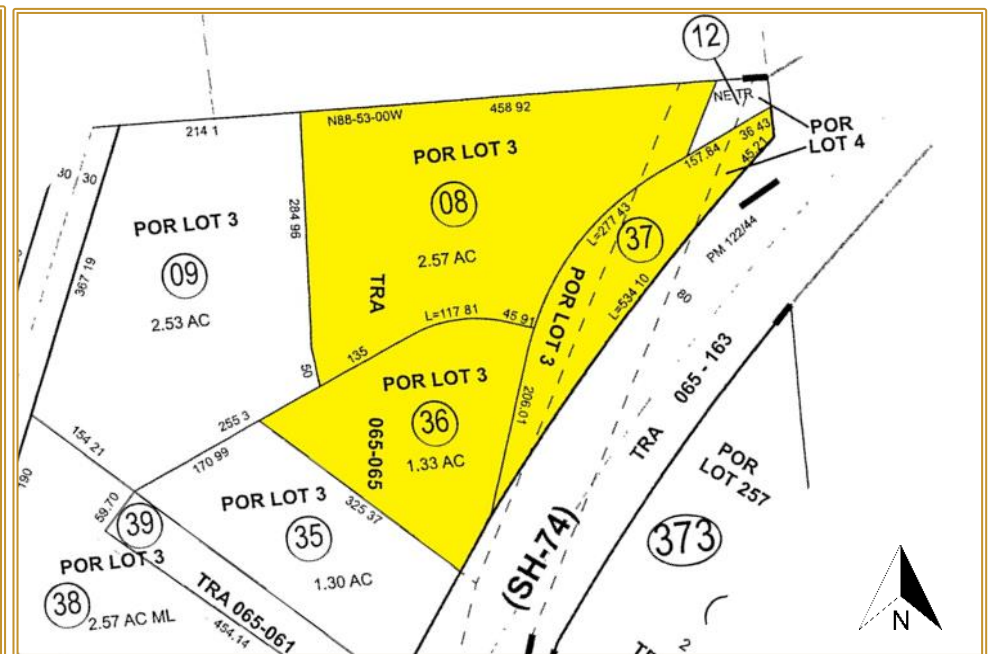 12
NE TR
POR
LOT 4
214 1
N88-53-00W
458 92
36 43
157.84
45.21
30
30
POR LOT 3
08
2.57 AC
284 96
TRA
POR LOT 3
09
2.53 AC
367 19
L=277 43
37
POR LOT 3
L=534 10
PM 122/44
80
L=117 81
45.91
135
50
POR LOT 3
36
1.33 AC
206.01
065-065
255 3
170 99
154 21
190
59.70
39
POR LOT 3
35
1.30 AC
325 37
POR LOT 3
38
2.57 AC ML
TRA 065-061
454.14
(SH-74)
TRA
065 - 163
POR
LOT 257
373
2
N